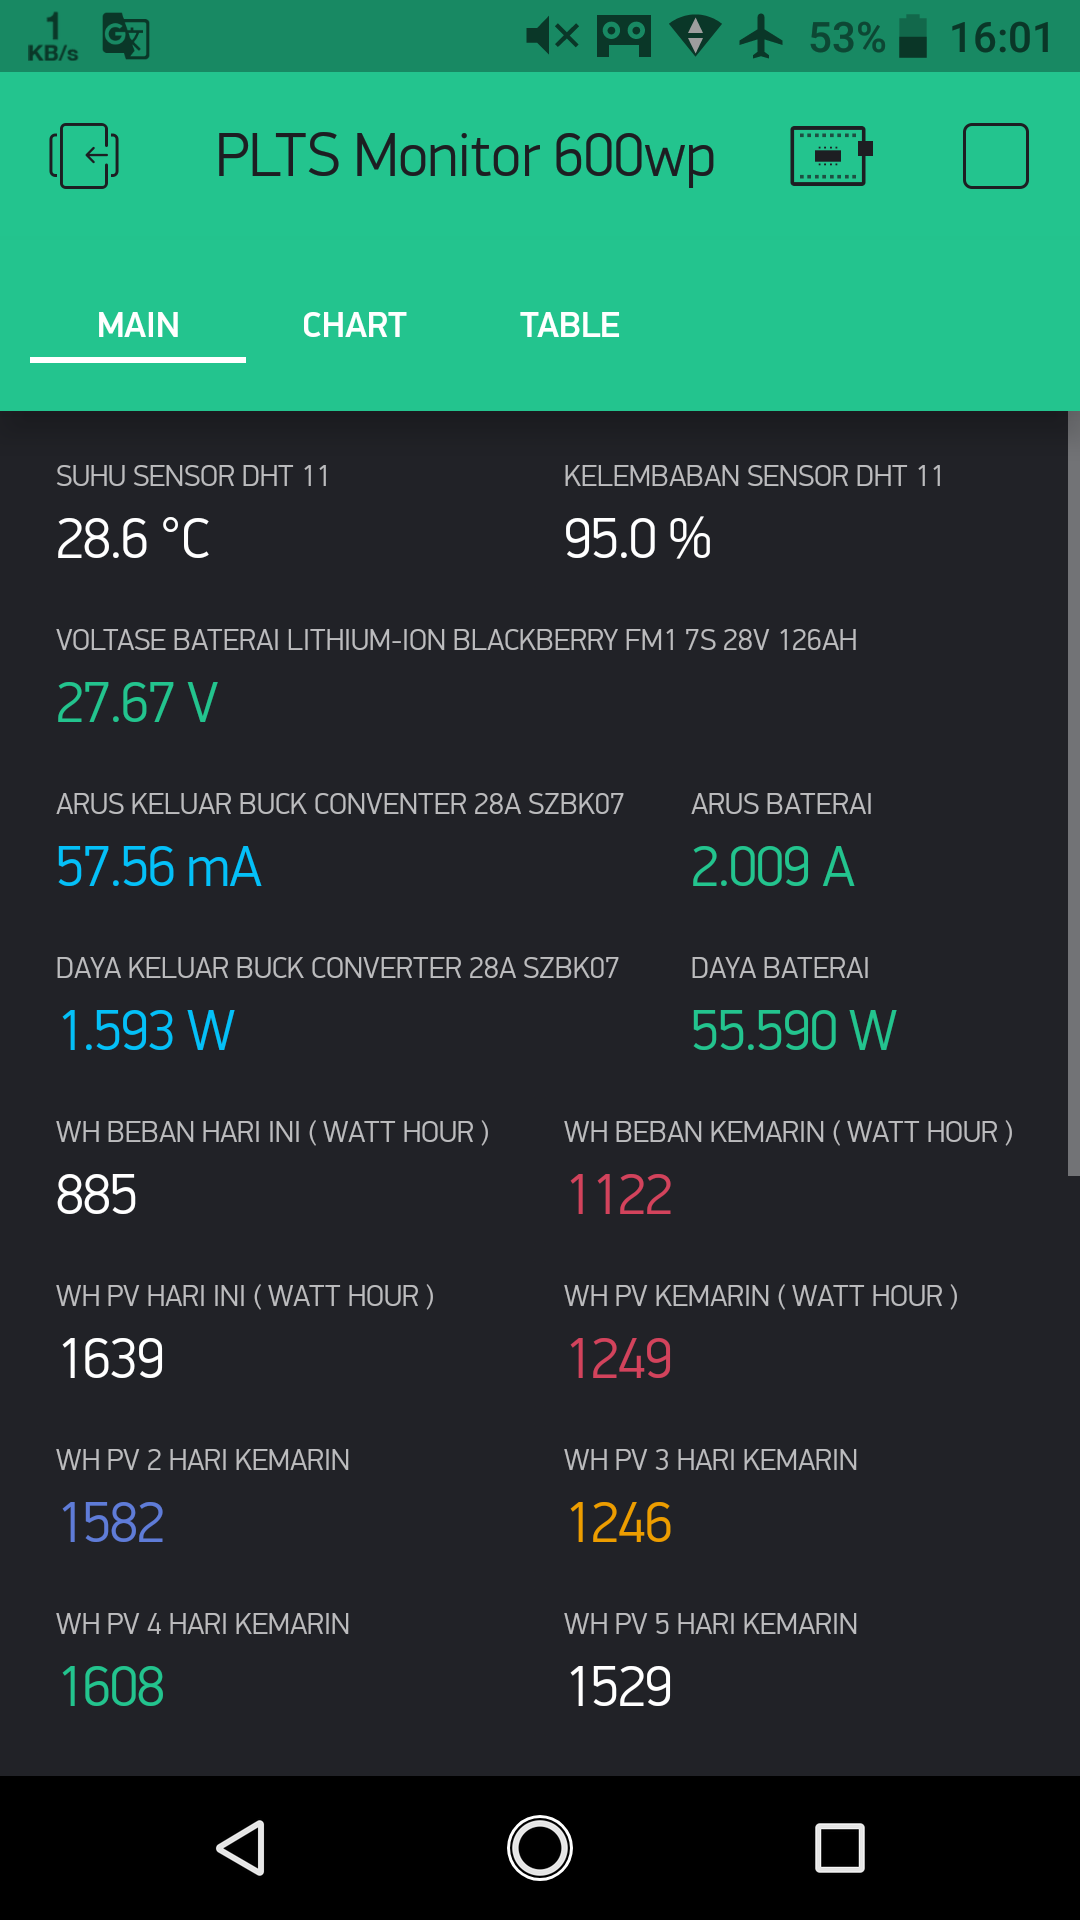 1
KB/s
53% 16:01
PLTS Monitor 600wp
MAIN CHART TABLE
SUHU SENSOR DHT 11 KELEMBABAN SENSOR DHT 11
28.6 °C 95.0 %
VOLTASE BATERAI LITHIUM-ION BLACKBERRY FM1 7S 28V 126AH
27.67 V
ARUS KELUAR BUCK CONVENTER 28A SZBK07 ARUS BATERAI
57.56 mA 2.009 A
DAYA KELUAR BUCK CONVERTER 28A SZBK07 DAYA BATERAI
1.593 W 55.590 W
WH BEBAN HARI INI ( WATT HOUR ) WH BEBAN KEMARIN ( WATT HOUR )
885 1122
WH PV HARI INI ( WATT HOUR ) WH PV KEMARIN ( WATT HOUR )
1639 1249
WH PV 2 HARI KEMARIN WH PV 3 HARI KEMARIN
1582 1246
WH PV 4 HARI KEMARIN WH PV 5 HARI KEMARIN
1608 1529